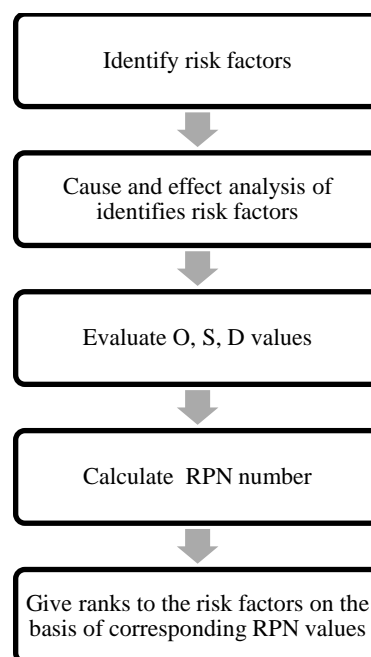 Identify risk factors
Cause and effect analysis of
identifies risk factors
Evaluate O, S, D values
Calculate RPN number
Give ranks to the risk factors on the
basis of corresponding RPN values